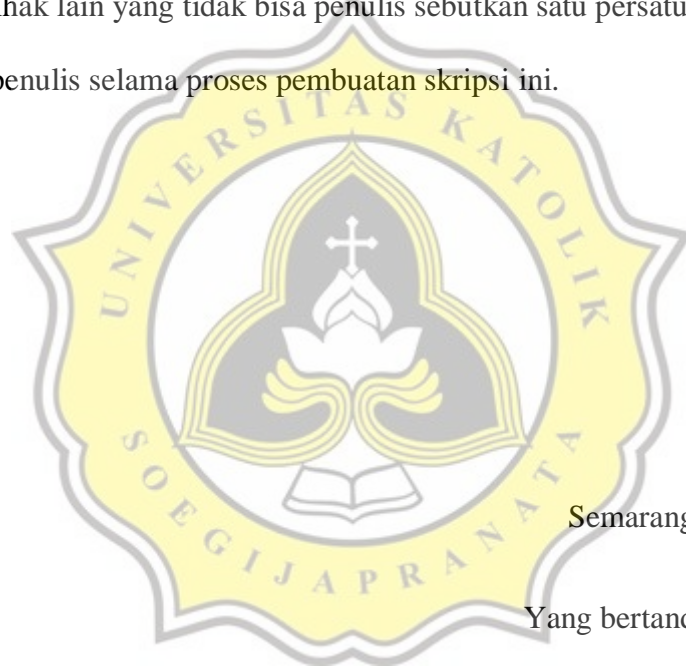 hak lain yang tidak bisa penulis sebutkan satu persatu
penulis selama proses pembuatan skripsi ini.
UNIVERSITAS KATOLIK
SOEGIJAPRANATA
Semarang
Yang bertand